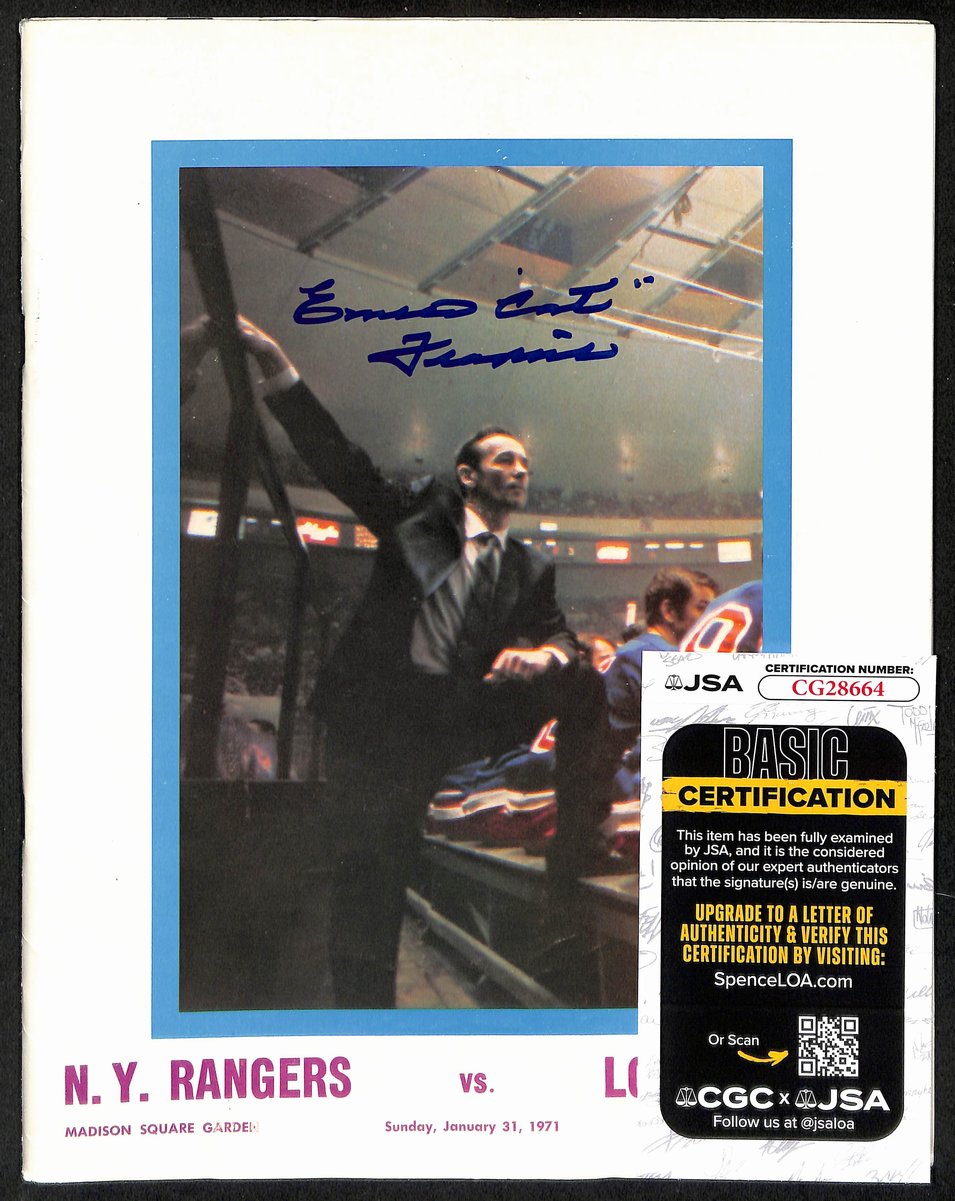 Emile "Cat"
Francis
JSA
CERTIFICATION NUMBER:
CG28664
BASIC
CERTIFICATION
This item has been fully examined
by JSA, and it is the considered
opinion of our expert authenticators
that the signature(s) is/are genuine.
UPGRADE TO A LETTER OF
AUTHENTICITY & VERIFY THIS
CERTIFICATION BY VISITING:
SpenceLOA.com
Or Scan
CGC x JSA
Follow us at @jsaloa
N. Y. RANGERS vs. LO
MADISON SQUARE GARDEN Sunday, January 31, 1971